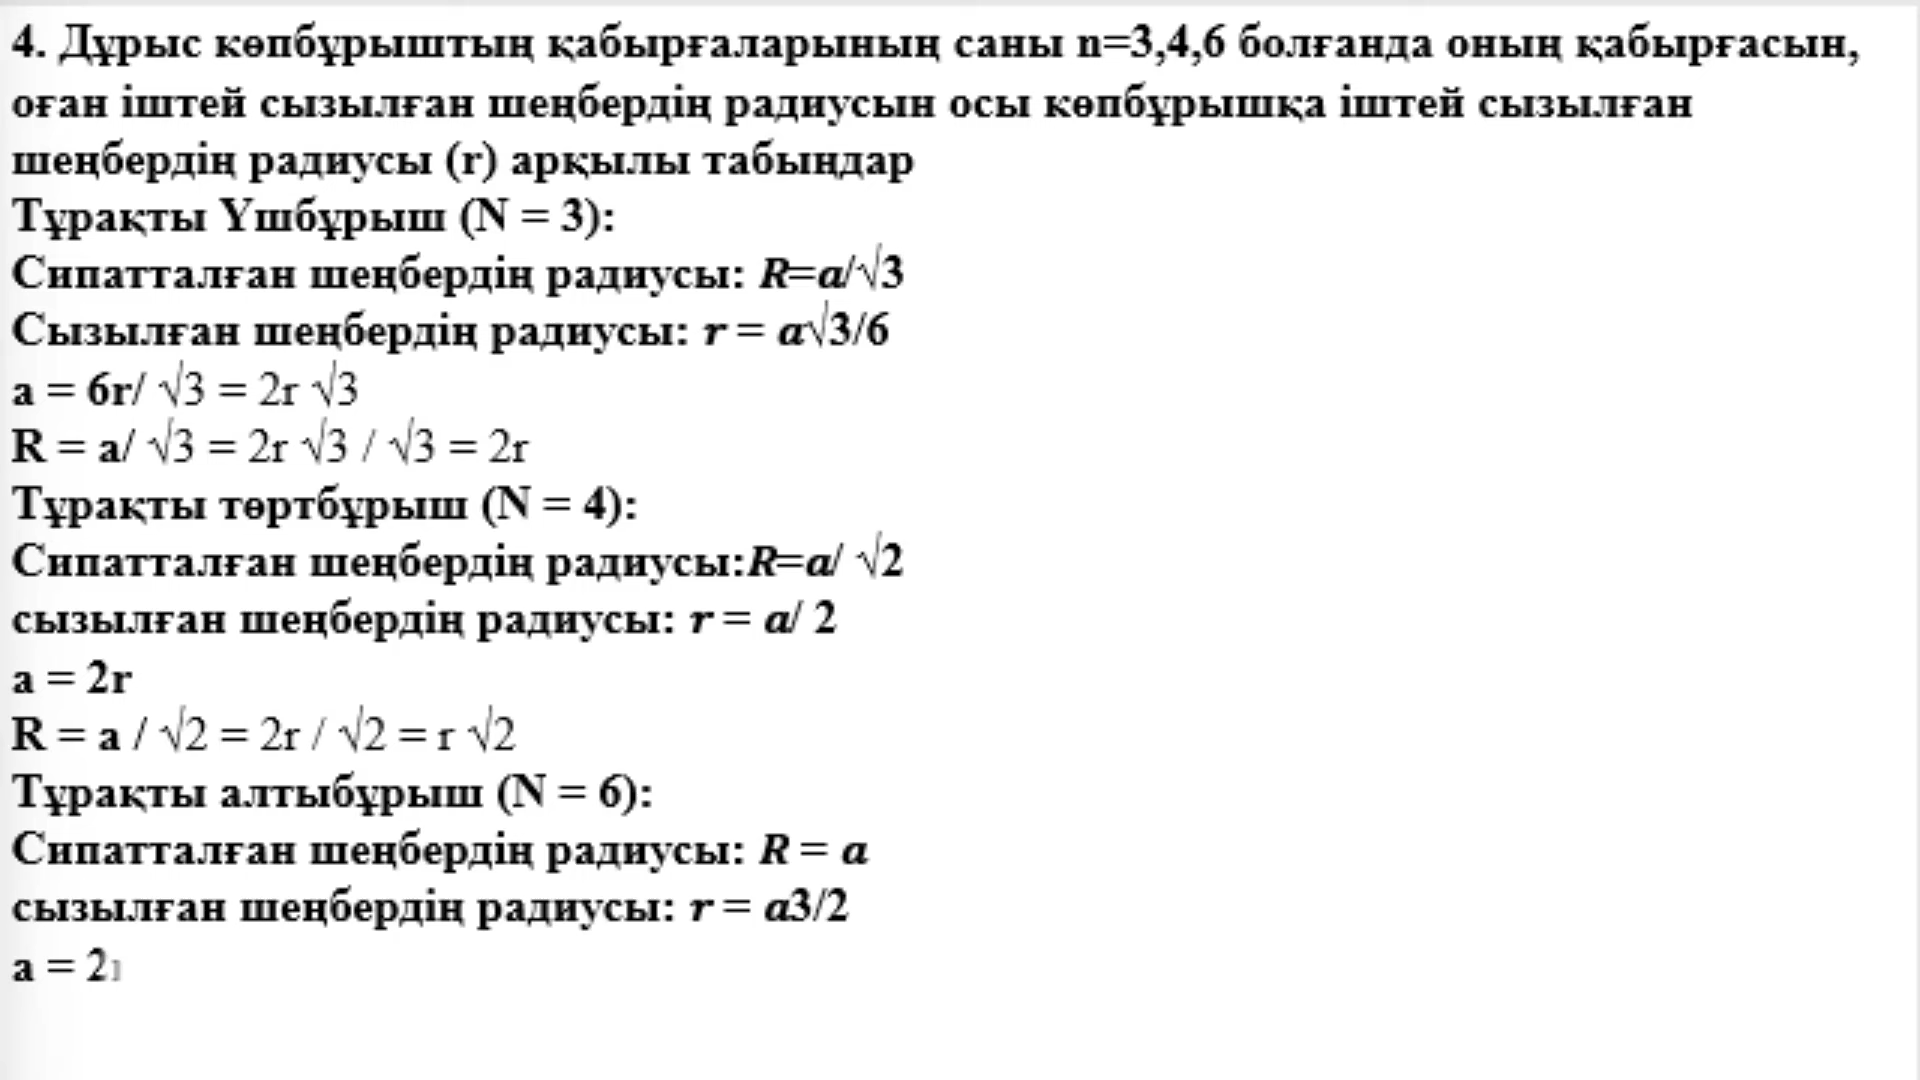 4. Дұрыс көпбұрыштың қабырғаларының саны n=3,4,6 болғанда оның қабырғасын,
оған іштей сызылған шеңбердің радиусын осы көпбұрышқа іштей сызылған
шеңбердің радиусы (r) арқылы табыңдар
Тұрақты Үшбұрыш (N = 3):
Сипатталған шеңбердің радиусы: R=a/√3
Сызылған шеңбердің радиусы: r = a√3/6
a = 6r/ √3 = 2r √3
R = a/ √3 = 2r √3 / √3 = 2r
Тұрақты төртбұрыш (N = 4):
Сипатталған шеңбердің радиусы:R=a/ √2
сызылған шеңбердің радиусы: r = a/ 2
a = 2r
R = a / √2 = 2r / √2 = r √2
Тұрақты алтыбұрыш (N = 6):
Сипатталған шеңбердің радиусы: R = a
сызылған шеңбердің радиусы: r = a3/2
a = 2